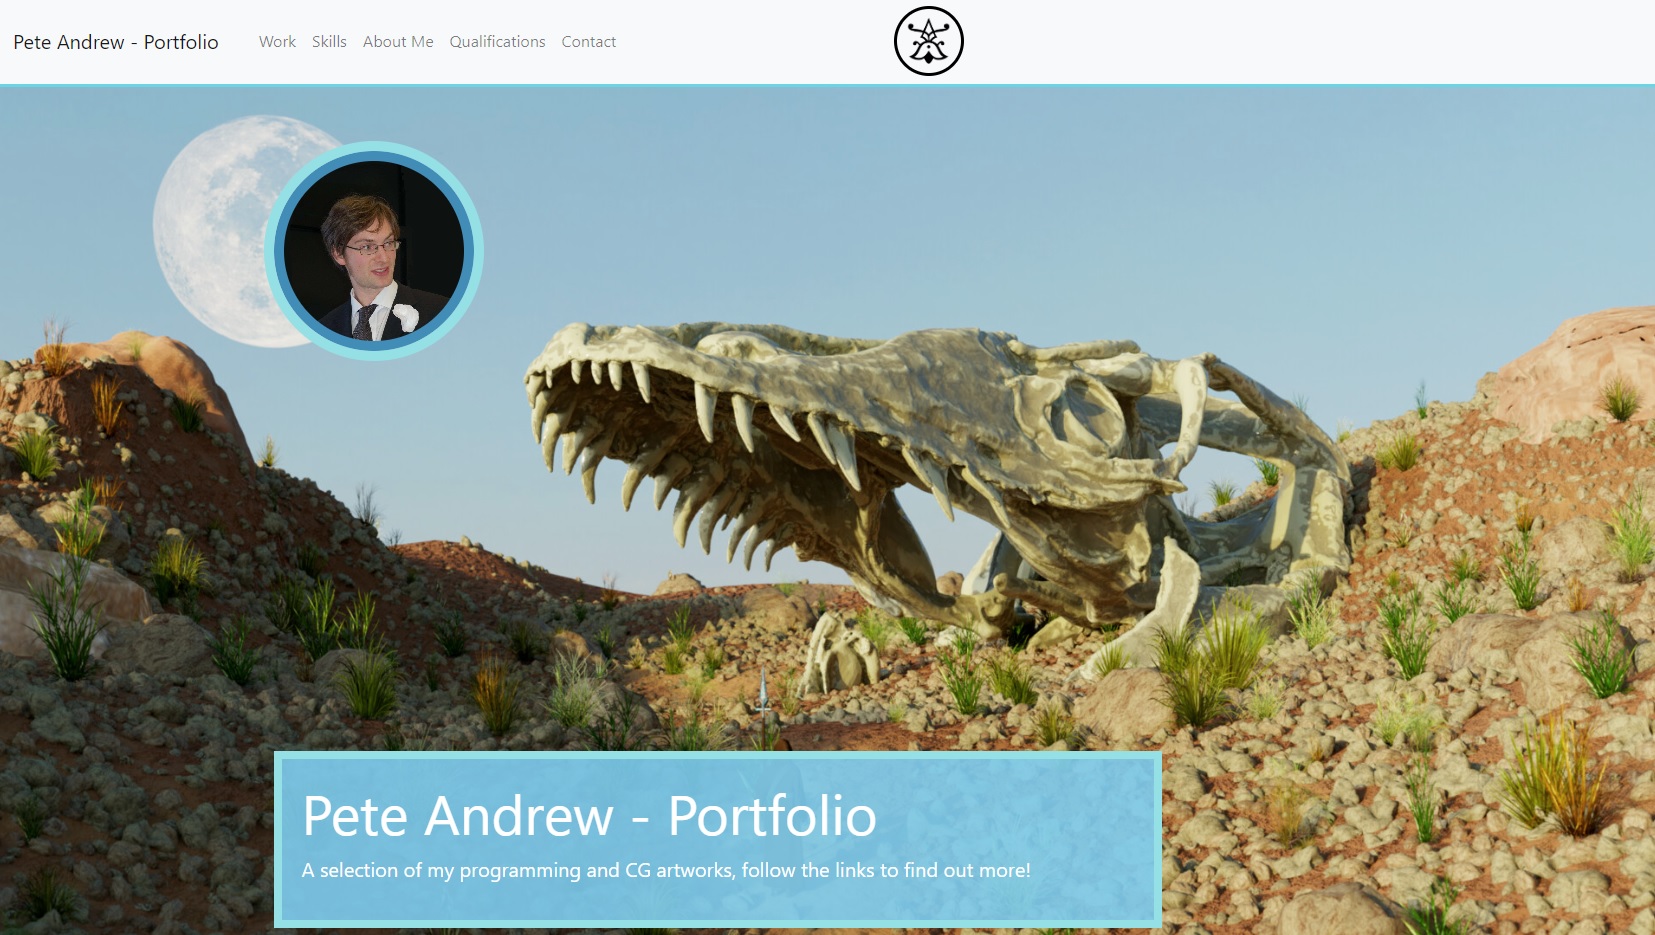 Pete Andrew - Portfolio
Work Skills About Me Qualifications Contact
Pete Andrew - Portfolio
A selection of my programming and CG artworks, follow the links to find out more!